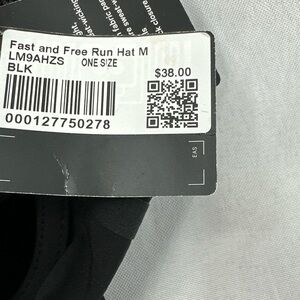 Fast and Free Run Hat M
LM9AHZS ONE SIZE
BLK
$38.00
000127750278
EAS